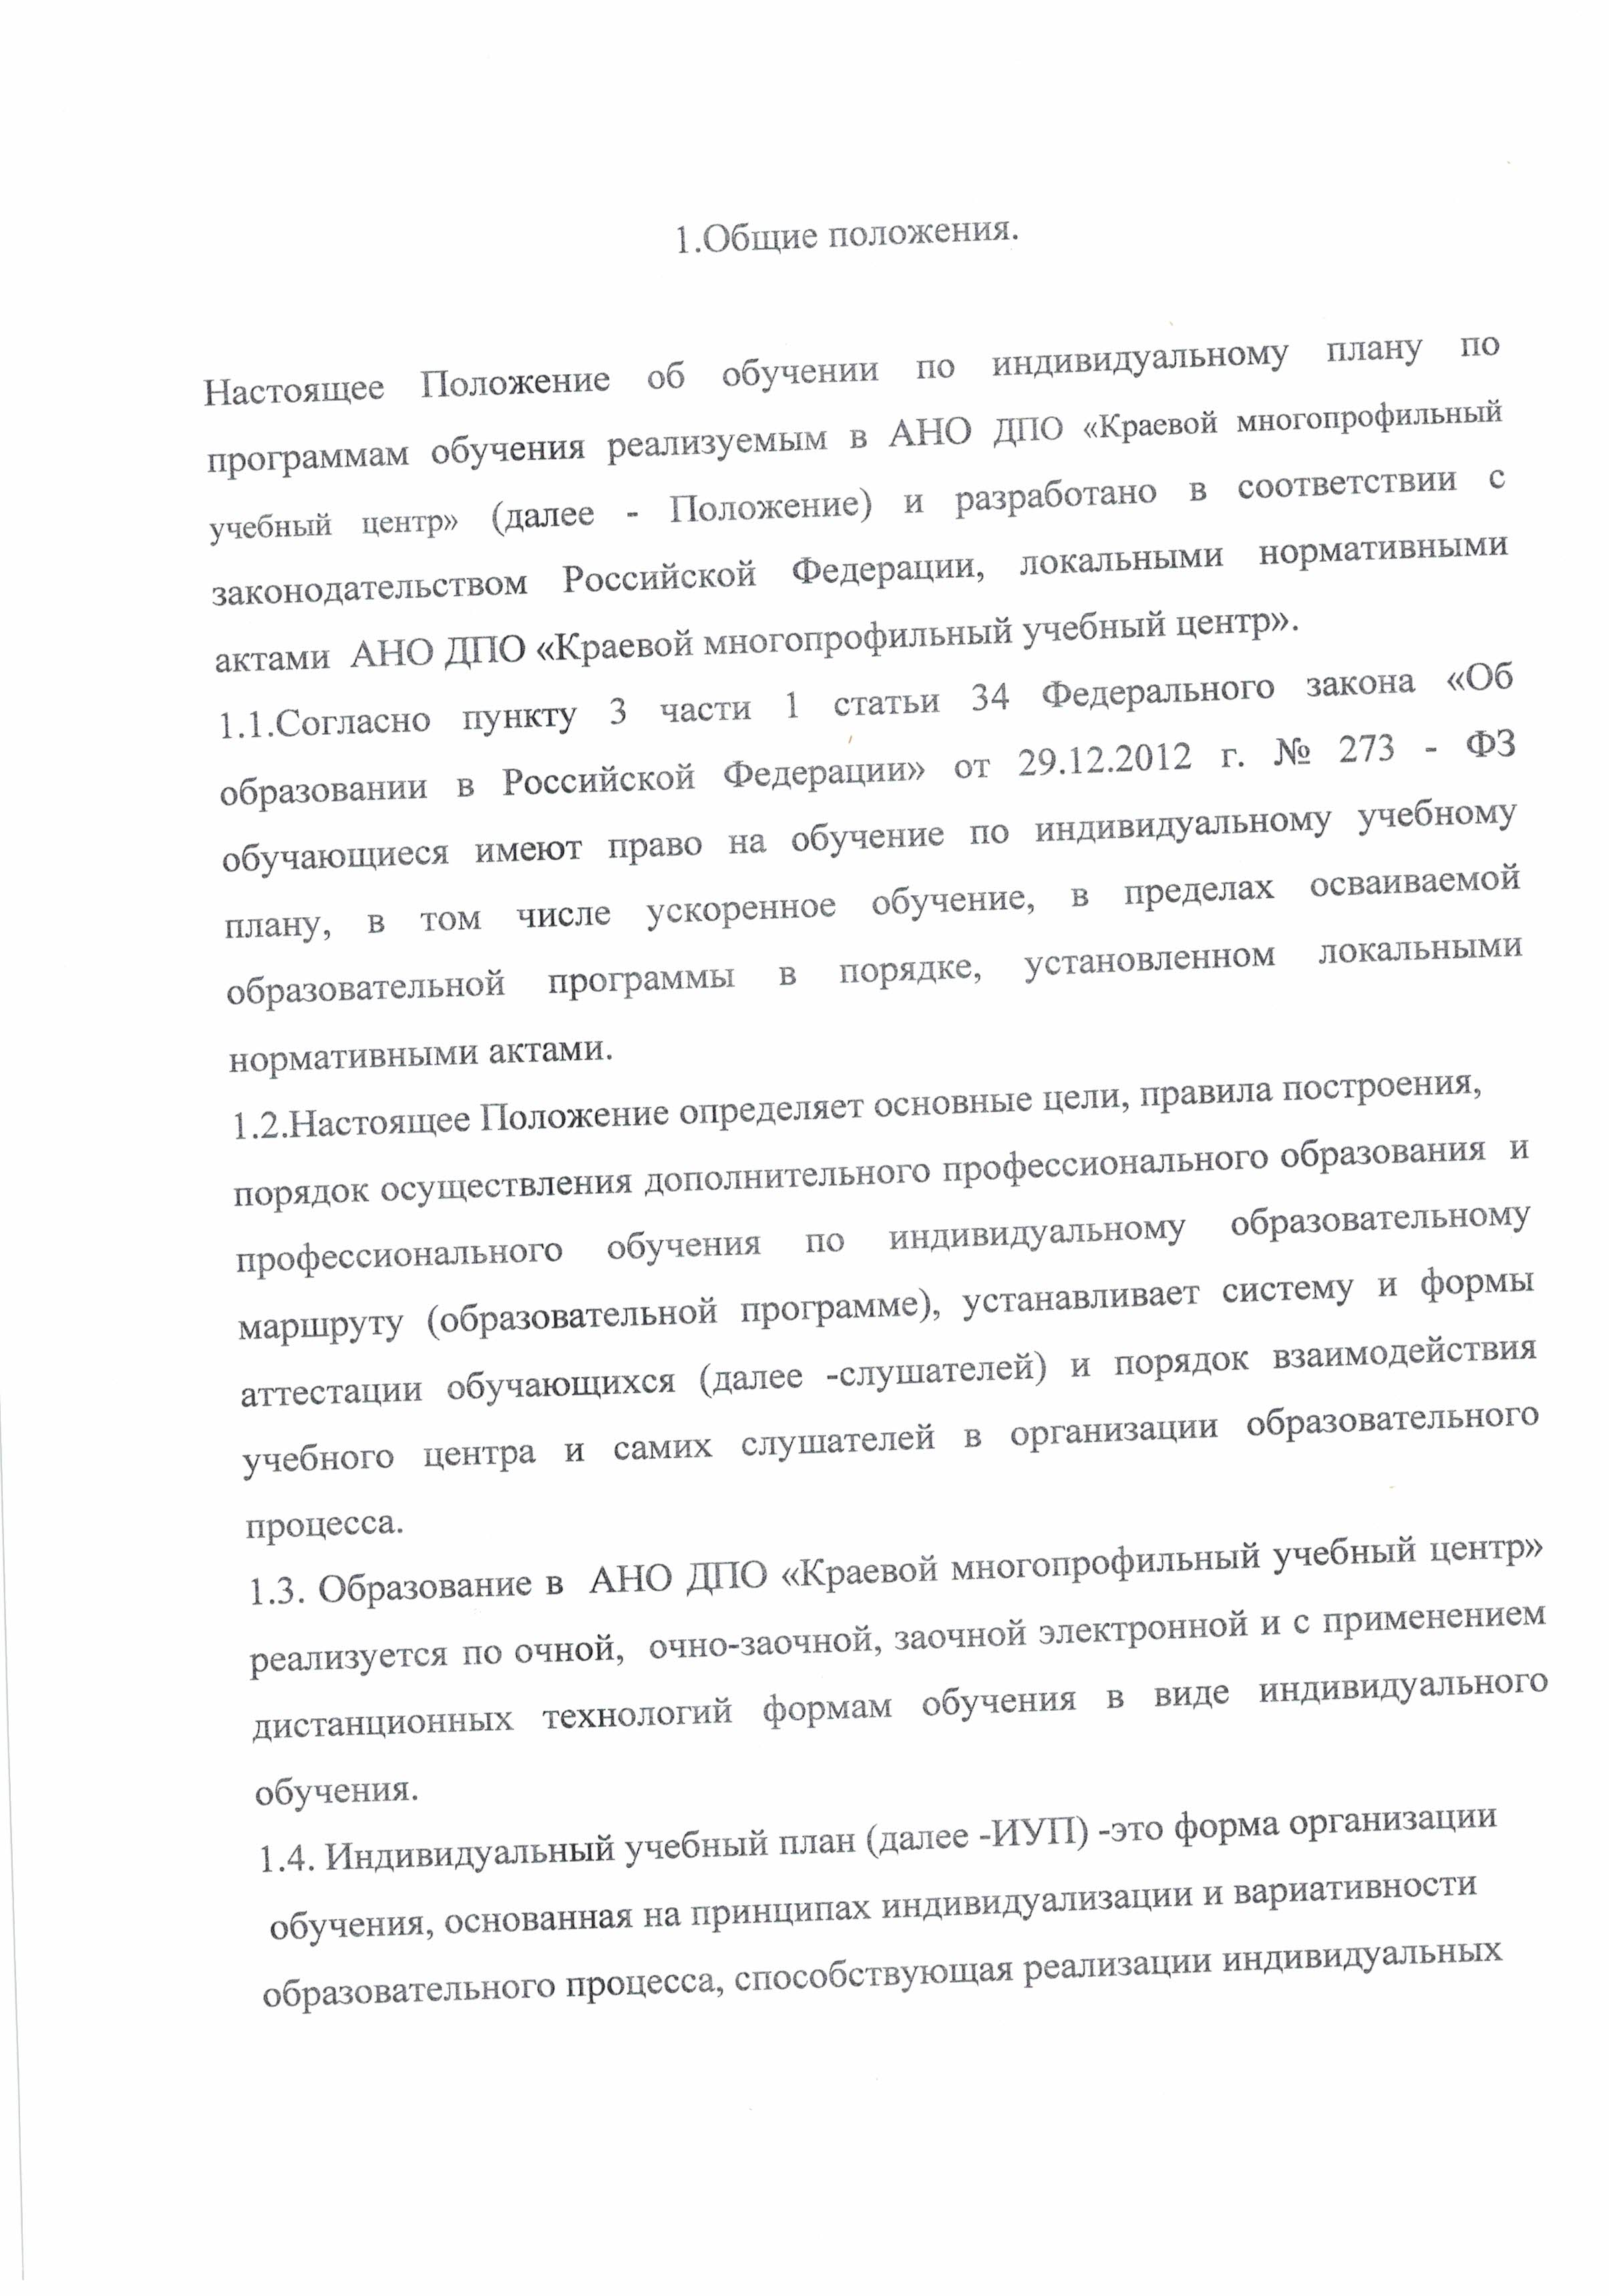 1.Общие положения.
Настоящее Положение об обучении по индивидуальному плану по
программам обучения реализуемым в АНО ДПО «Краевой многопрофильный
учебный центр» (далее - Положение) и разработано в соответствии с
законодательством Российской Федерации, локальными нормативными
актами АНО ДПО «Краевой многопрофильный учебный центр».
1.1.Согласно пункту 3 части 1 статьи 34 Федерального закона «Об
образовании в Российской Федерации» от 29.12.2012 г. № 273 - ФЗ
обучающиеся имеют право на обучение по индивидуальному учебному
плану, в том числе ускоренное обучение, в пределах осваиваемой
образовательной программы в порядке, установленном локальными
нормативными актами.
1.2.Настоящее Положение определяет основные цели, правила построения,
порядок осуществления дополнительного профессионального образования и
профессионального обучения по индивидуальному образовательному
маршруту (образовательной программе), устанавливает систему и формы
аттестации обучающихся (далее -слушателей) и порядок взаимодействия
учебного центра и самих слушателей в организации образовательного
процесса.
1.3. Образование в АНО ДПО «Краевой многопрофильный учебный центр»
реализуется по очной, очно-заочной, заочной электронной и с применением
дистанционных технологий формам обучения в виде индивидуального
обучения.
1.4. Индивидуальный учебный план (далее -ИУП) -это форма организации
обучения, основанная на принципах индивидуализации и вариативности
образовательного процесса, способствующая реализации индивидуальных